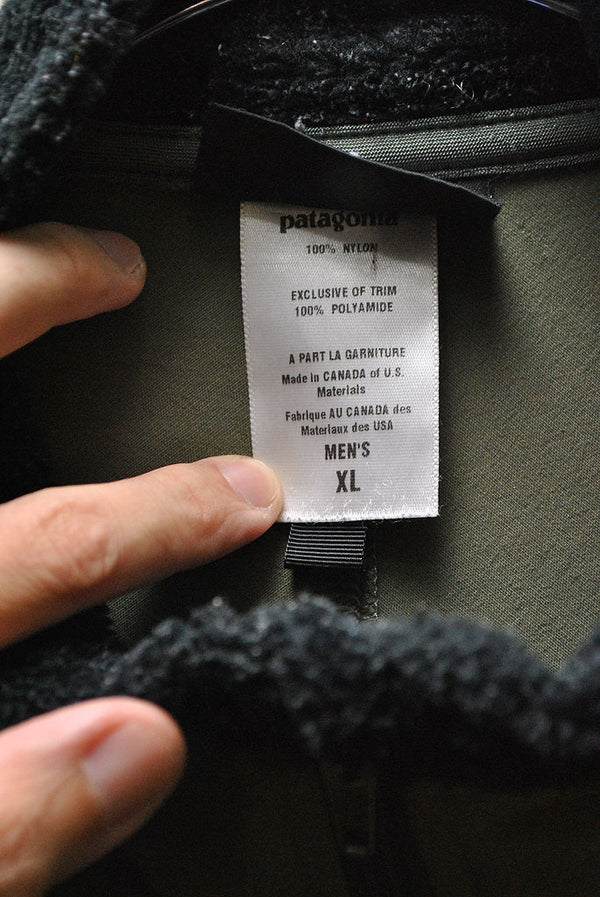 patagonia
100% NYLON
EXCLUSIVE OF TRIM
100% POLYAMIDE
A PART LA GARNITURE
Made in CANADA of U.S.
Materials
Fabrique AU CANADA des
Materiaux des USA
MEN'S
XL